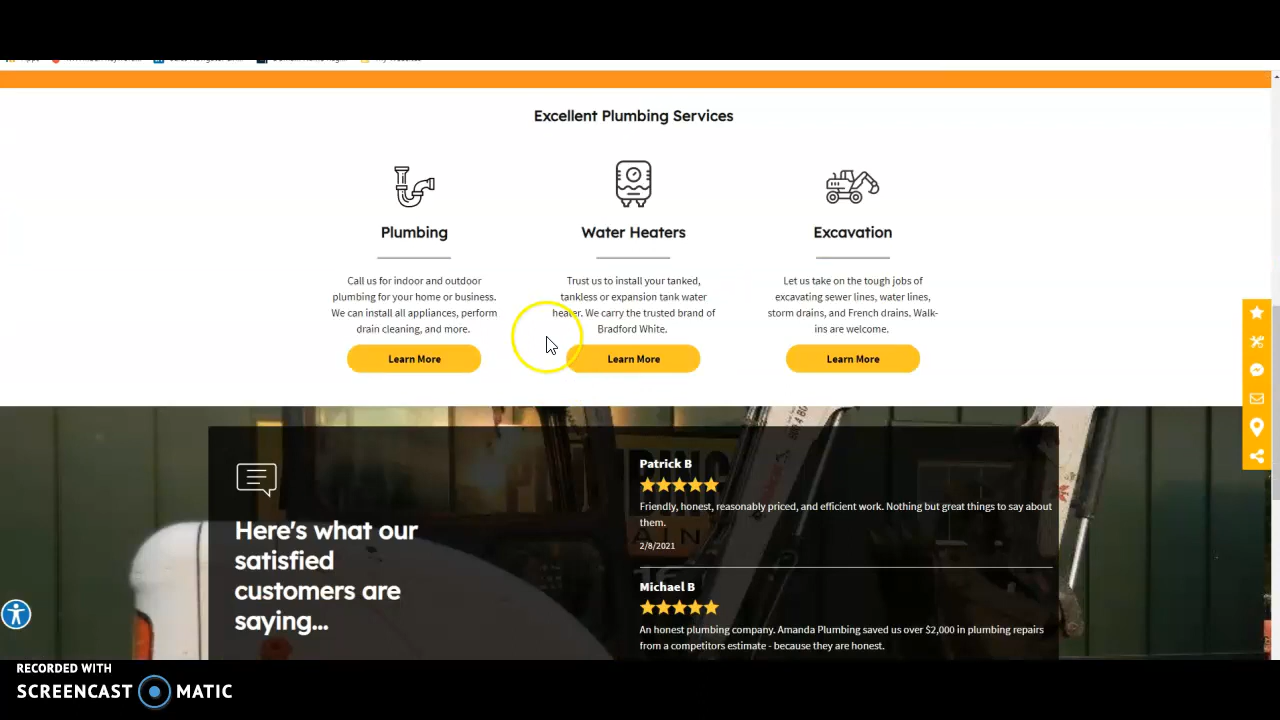 Excellent Plumbing Services
Plumbing
Water Heaters
Excavation
Call us for indoor and outdoor
plumbing for your home or business.
We can install all appliances, perform
drain cleaning, and more.
Trust us to install your tanked,
tankless or expansion tank water
heater. We carry the trusted brand of
Bradford White.
Let us take on the tough jobs of
excavating sewer lines, water lines,
storm drains, and French drains. Walk-
ins are welcome.
Learn More
Learn More
Learn More
Here's what our
satisfied
customers are
saying...
Patrick B
Friendly, honest, reasonably priced, and efficient work. Nothing but great things to say about
them.
2/8/2021
Michael B
An honest plumbing company. Amanda Plumbing saved us over $2,000 in plumbing repairs
from a competitors estimate - because they are honest.
RECORDED WITH
SCREENCAST MATIC